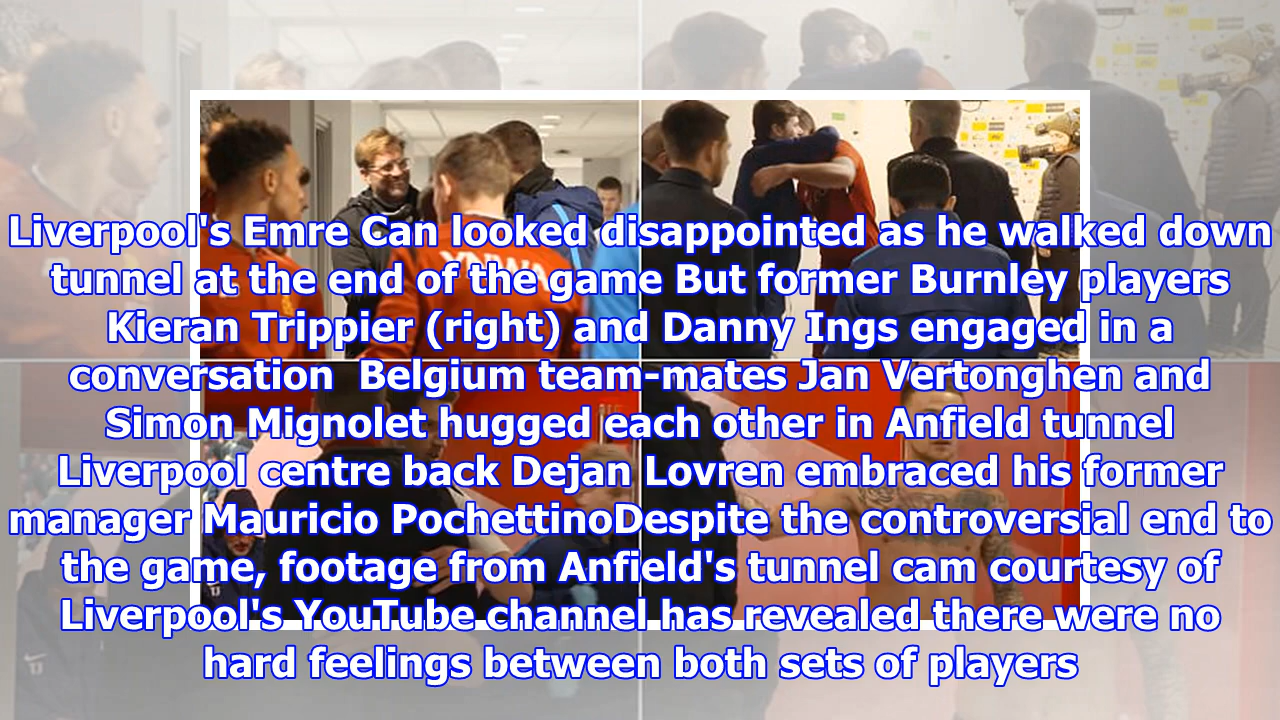 Liverpool's Emre Can looked disappointed as he walked down
tunnel at the end of the game But former Burnley players
Kieran Trippier (right) and Danny Ings engaged in a
conversation  Belgium team-mates Jan Vertonghen and
Simon Mignolet hugged each other in Anfield tunnel
Liverpool centre back Dejan Lovren embraced his former
manager Mauricio PochettinoDespite the controversial end to
the game, footage from Anfield's tunnel cam courtesy of
Liverpool's YouTube channel has revealed there were no
hard feelings between both sets of players